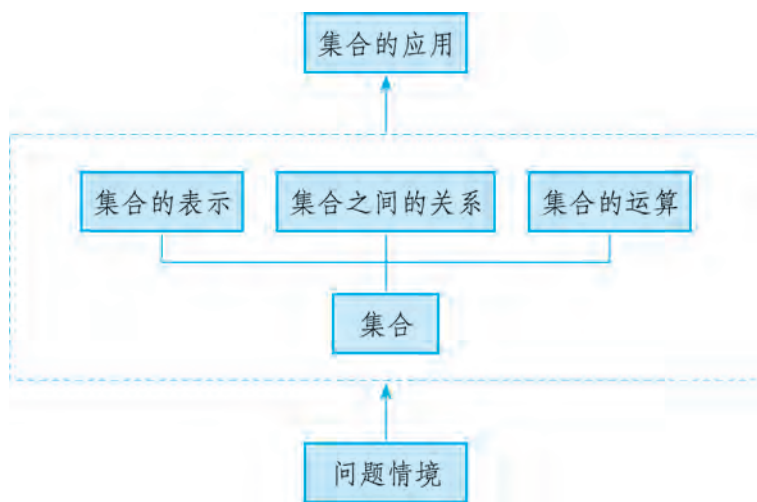 集合的应用
集合的表示
集合之间的关系
集合的运算
集合
问题情境